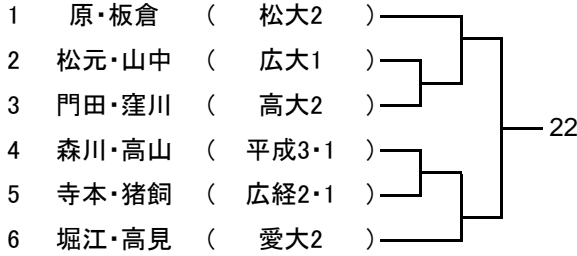 1 原・板倉 ( 松大2 )
2 松元・山中 ( 広大1 )
3 門田・窪川 ( 高大2 )
4 森川・高山 ( 平成3・1 )
5 寺本・猪飼 ( 広経2・1 )
6 堀江・高見 ( 愛大2 )
22